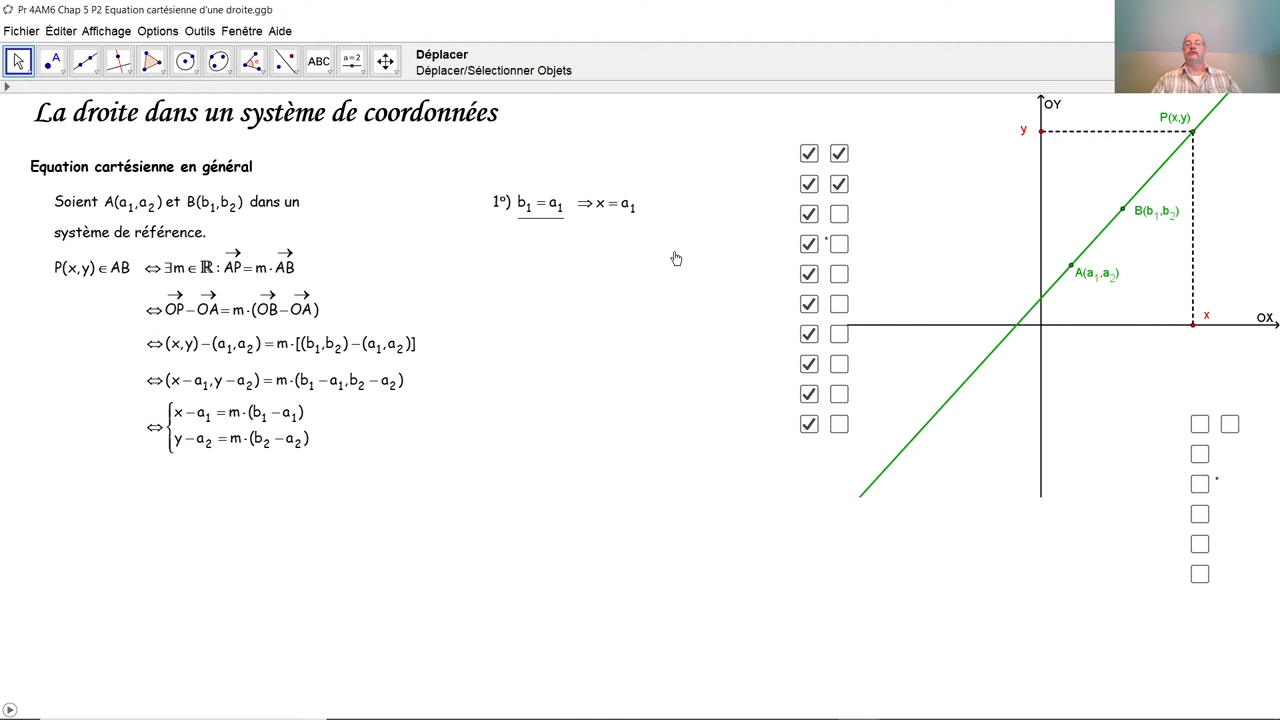 Pr 4AM6 Chap 5 P2 Equation cartésienne d'une droite.ggb
Fichier Éditer Affichage Options Outils Fenêtre Aide
A
α
ABC
a=2
Déplacer
Déplacer/Sélectionner Objets
La droite dans un système de coordonnées
Equation cartésienne en général
Soient A(a₁,a₂) et B(b₁,b₂) dans un
système de référence.
P(x,y)∈AB ⇔∃m∈ℝ: AP⃗=m·AB⃗
⇔OP⃗−OA⃗=m·(OB⃗−OA⃗)
⇔(x,y)−(a₁,a₂)=m·[(b₁,b₂)−(a₁,a₂)]
⇔(x−a₁,y−a₂)=m·(b₁−a₁,b₂−a₂)
⇔{x−a₁=m·(b₁−a₁)
y−a₂=m·(b₂−a₂)
1°) b₁=a₁ ⇒x=a₁
*
OY
y
P(x,y)
B(b₁,b₂)
A(a₁,a₂)
x
OX
*